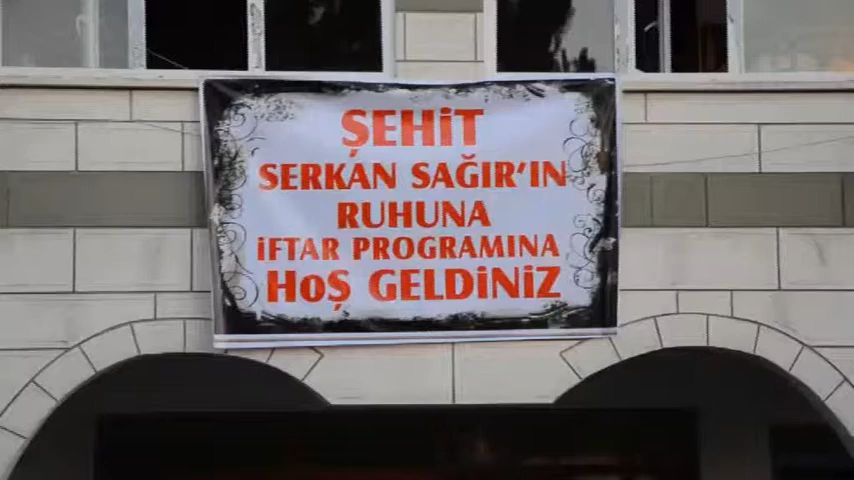 ŞEHİT
SERKAN SAĞIR'IN
RUHUNA
İFTAR PROGRAMINA
HOŞ GELDİNİZ